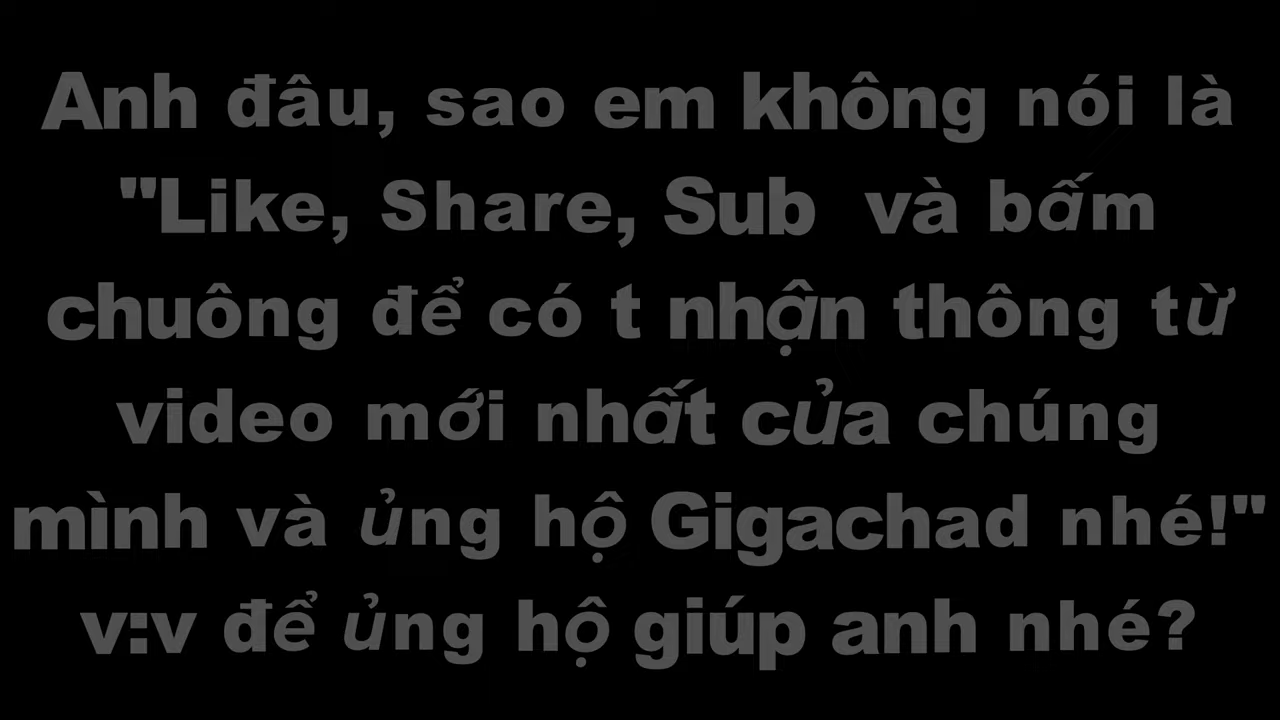 Anh đâu, sao em không nói là
"Like, Share, Sub và bấm
chuông để có t nhận thông từ
video mới nhất của chúng
mình và ủng hộ Gigachad nhé!"
v:v để ủng hộ giúp anh nhé?